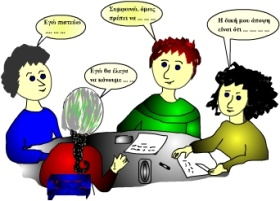 Εγώ πιστεύω
... ... ...
Συμφωνώ, όμως
πρέπει να ... ... ...
Η δική μου άποψη
είναι ότι ... ... ...
Εγώ θα έλεγα
να κάνουμε ... ...